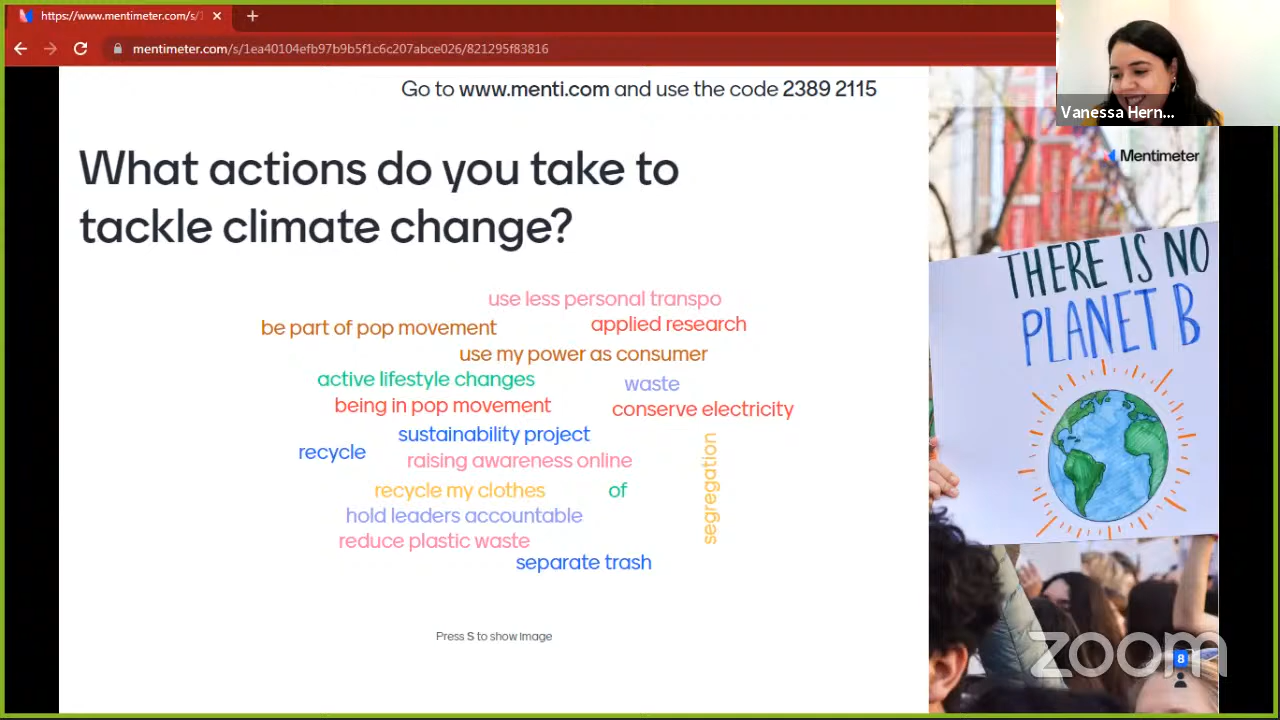 https://www.mentimeter.com/s/1
mentimeter.com/s/1ea40104efb97b9b5f1c6c207abce026/821295f83816
Vanessa Hern...
Go to www.menti.com and use the code 2389 2115
Mentimeter
What actions do you take to
tackle climate change?
THERE IS NO
PLANET B
use less personal transpo
be part of pop movement
applied research
use my power as consumer
active lifestyle changes
waste
being in pop movement
conserve electricity
sustainability project
recycle
raising awareness online
segregation
recycle my clothes
of
hold leaders accountable
reduce plastic waste
separate trash
Press S to show image
zoom
8